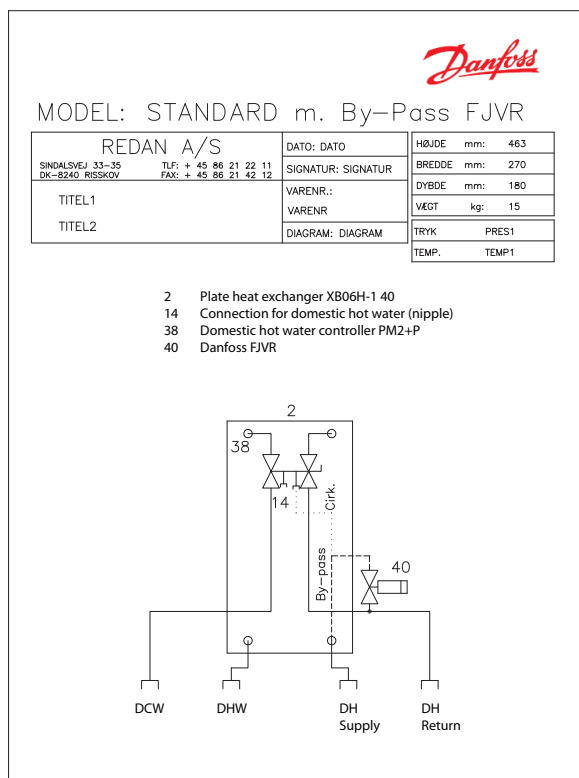 Danfoss
MODEL: STANDARD m. By-Pass FJVR
REDAN A/S
SINDALSVEJ 33-35 TLF: + 45 86 21 22 11
DK-8240 RISSKOV FAX: + 45 86 21 42 12
TITEL1
TITEL2
DATO: DATO
SIGNATUR: SIGNATUR
VARENR.:
VARENR
DIAGRAM: DIAGRAM
HØJDE mm: 463
BREDDE mm: 270
DYBDE mm: 180
VÆGT kg: 15
TRYK PRES1
TEMP. TEMP1
2 Plate heat exchanger XB06H-1 40
14 Connection for domestic hot water (nipple)
38 Domestic hot water controller PM2+P
40 Danfoss FJVR
2
38
14
Cirk.
By-pass
40
DCW
DHW
DH
Supply
DH
Return